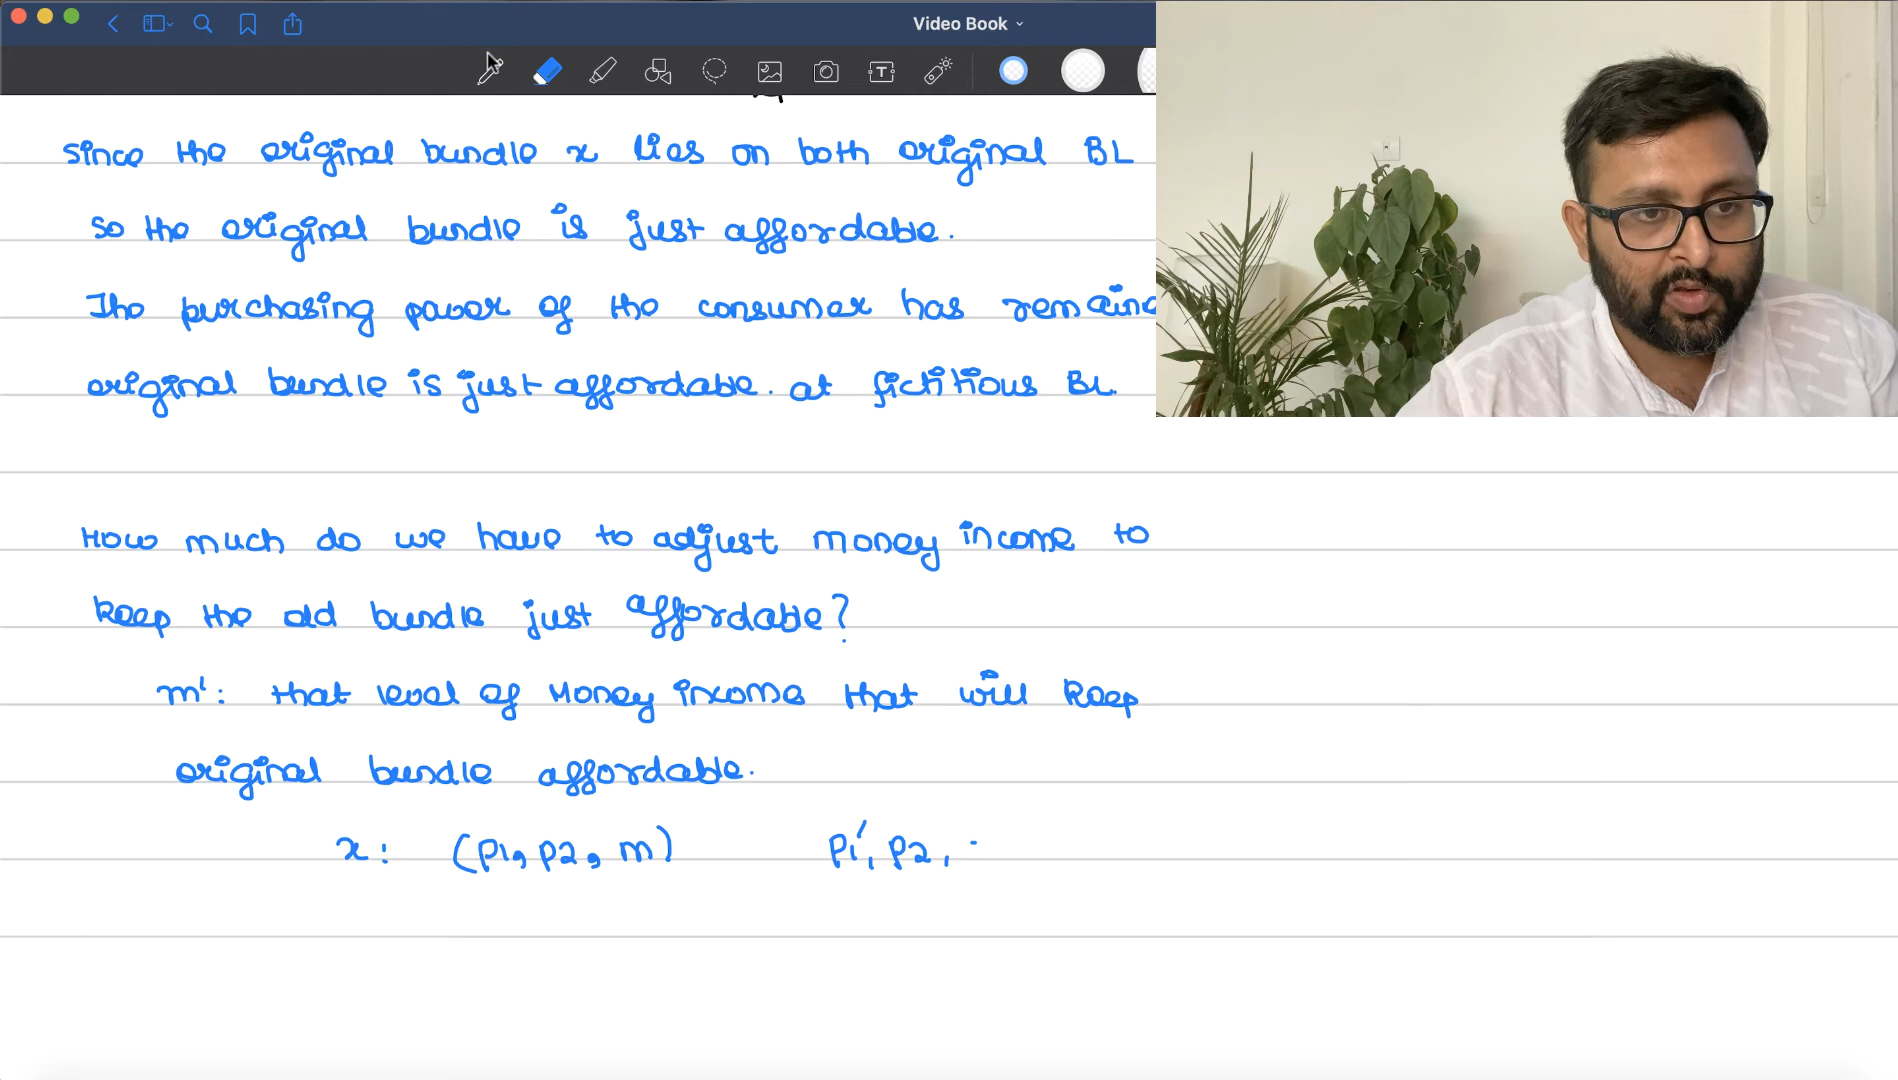 Video Book
since the original bundle x lies on both original BL
so the original bundle is just affordable.
The purchasing power of the consumer has remain
original bundle is just affordable. at fictitious BL.
How much do we have to adjust money income to
keep the old bundle just affordable?
m': that level of Money income that will keep
original bundle affordable.
x: (p1, p2, m) p1', p2,